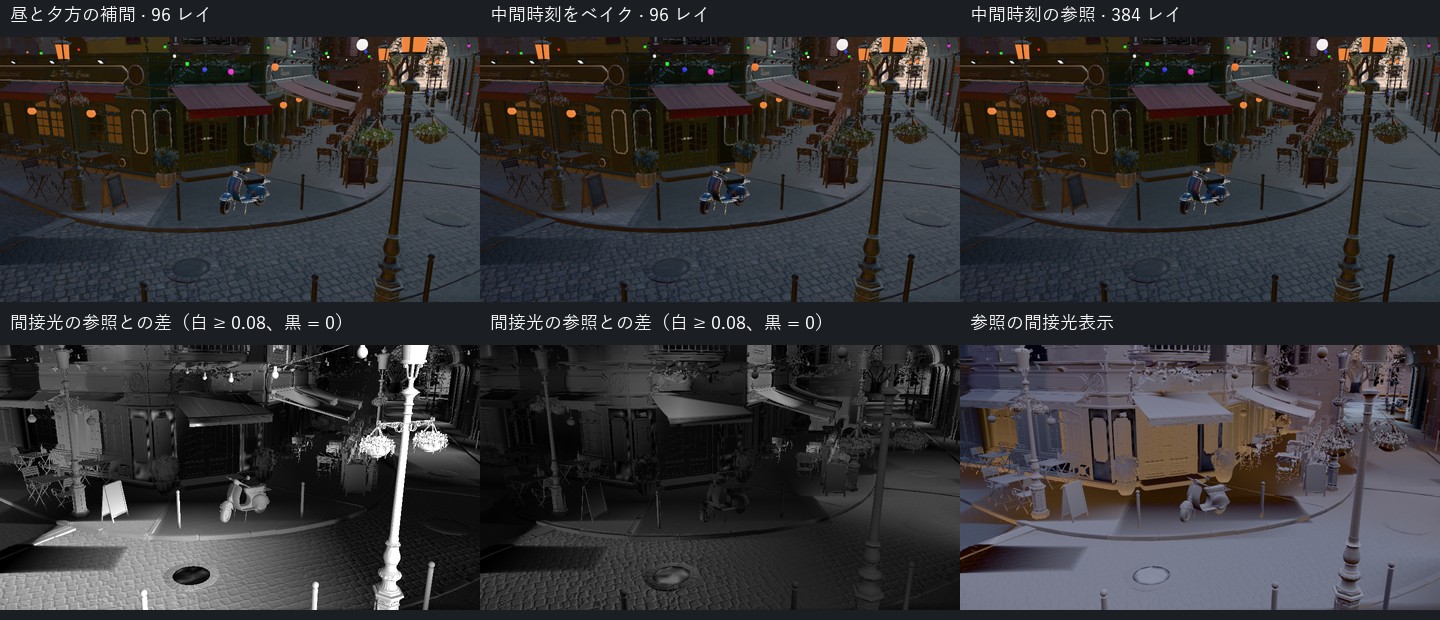 昼と夕方の補間 · 96 レイ
中間時刻をベイク · 96 レイ
中間時刻の参照 · 384 レイ
間接光の参照との差（白 ≥ 0.08、黒 = 0）
間接光の参照との差（白 ≥ 0.08、黒 = 0）
参照の間接光表示